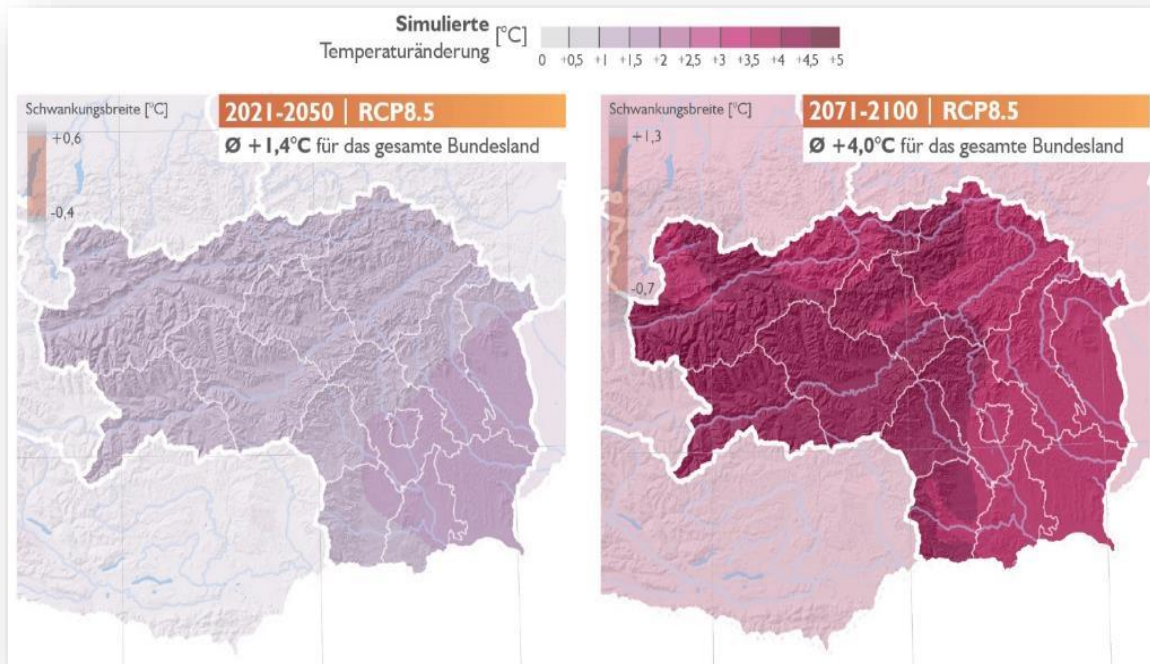 Simulierte
Temperaturänderung [°C]
0 +0,5 +1 +1,5 +2 +2,5 +3 +3,5 +4 +4,5 +5
Schwankungsbreite [°C]
+0,6
-0,4
2021-2050 | RCP8.5
Ø +1,4°C für das gesamte Bundesland
Schwankungsbreite [°C]
+1,3
-0,7
2071-2100 | RCP8.5
Ø +4,0°C für das gesamte Bundesland